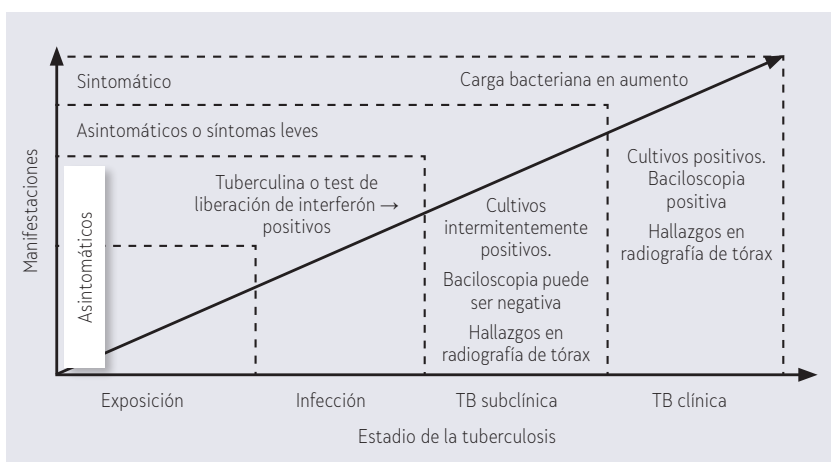 Sintomático
Carga bacteriana en aumento
Asintomáticos o síntomas leves
Manifestaciones
Asintomáticos
Tuberculina o test de
liberación de interferón →
positivos
Cultivos
intermitentemente
positivos.
Baciloscopia puede
ser negativa
Hallazgos en
radiografía de tórax
Cultivos positivos.
Baciloscopia
positiva
Hallazgos en
radiografía de tórax
Exposición
Infección
TB subclínica
TB clínica
Estadio de la tuberculosis